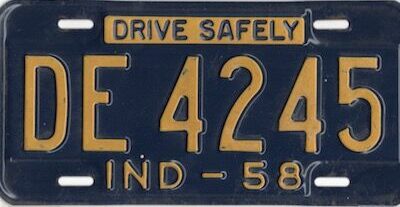 DRIVE SAFELY
DE 4245
IND - 58